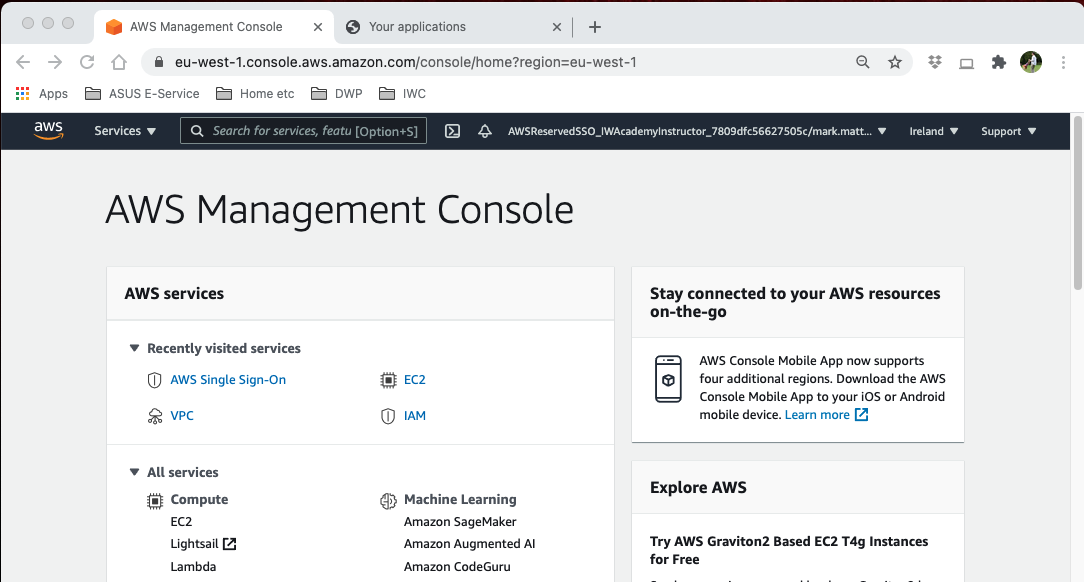 AWS Management Console
Your applications
eu-west-1.console.aws.amazon.com/console/home?region=eu-west-1
Apps
ASUS E-Service
Home etc
DWP
IWC
aws
Services
Search for services, featu [Option+S]
AWSReservedSSO_IWAcademyInstructor_7809dfc56627505c/mark.matt...
Ireland
Support
AWS Management Console
AWS services
Recently visited services
AWS Single Sign-On
EC2
VPC
IAM
All services
Compute
EC2
Lightsail
Lambda
Machine Learning
Amazon SageMaker
Amazon Augmented AI
Amazon CodeGuru
Stay connected to your AWS resources
on-the-go
AWS Console Mobile App now supports
four additional regions. Download the AWS
Console Mobile App to your iOS or Android
mobile device. Learn more
Explore AWS
Try AWS Graviton2 Based EC2 T4g Instances
for Free